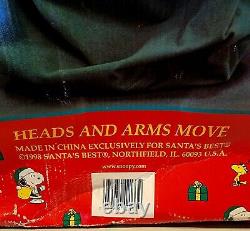 HEADS AND ARMS MOVE
MADE IN CHINA EXCLUSIVELY FOR SANTA'S BEST®
©1998 SANTA'S BEST®, NORTHFIELD, IL. 60093 U.S.A.
www.snoopy.com